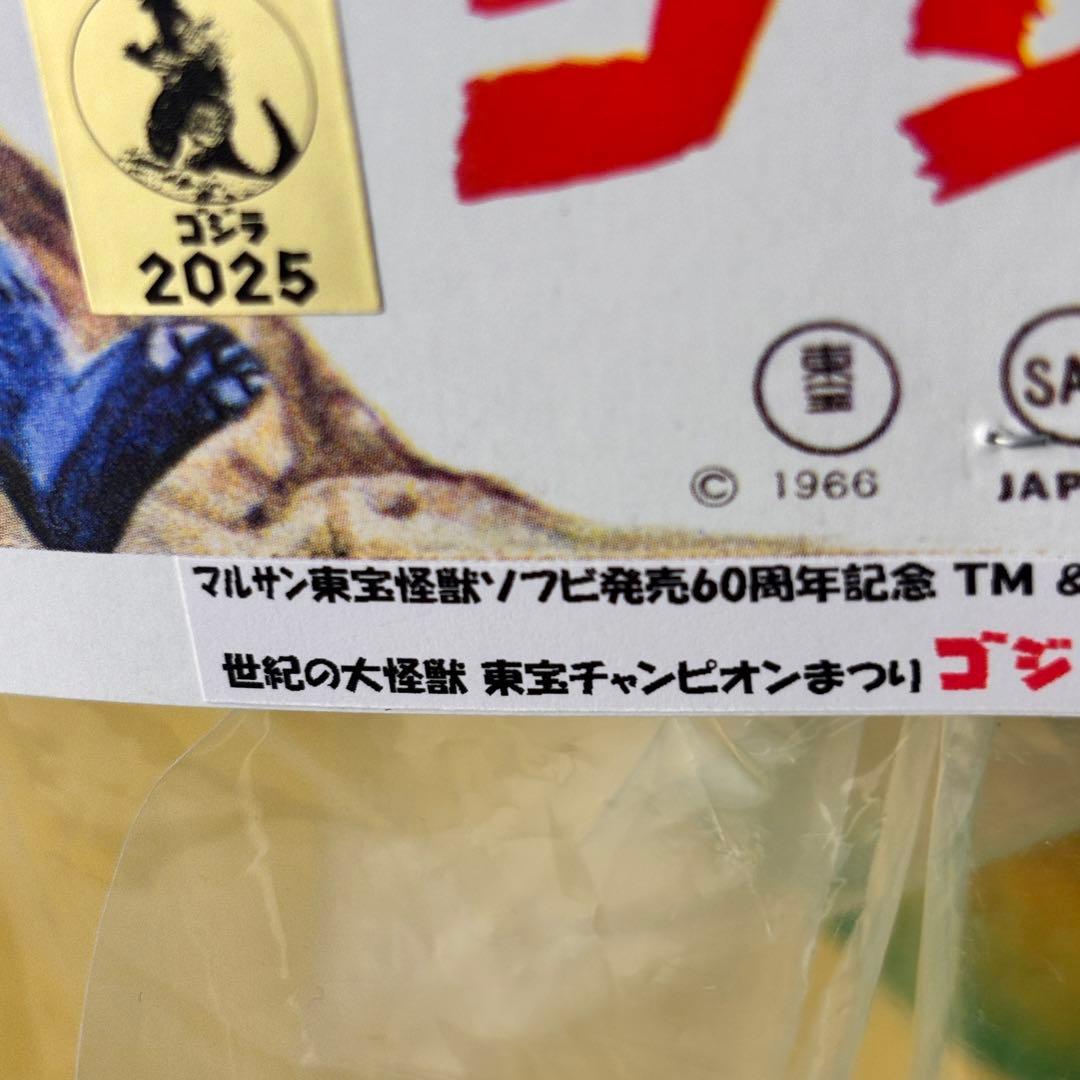 ゴジラ
2025
東宝
© 1966
JAP
マルサン東宝怪獣ソフビ発売60周年記念 TM &
世紀の大怪獣 東宝チャンピオンまつり ゴジ